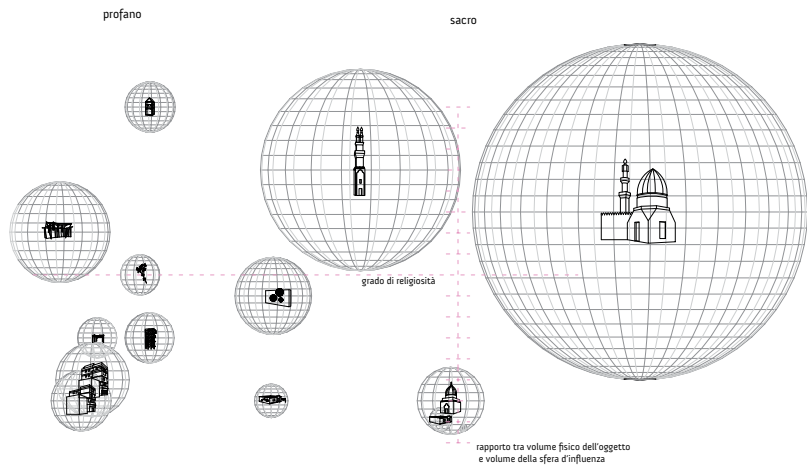 profano
sacro
grado di religiosità
rapporto tra volume fisico dell'oggetto
e volume della sfera d'influenza